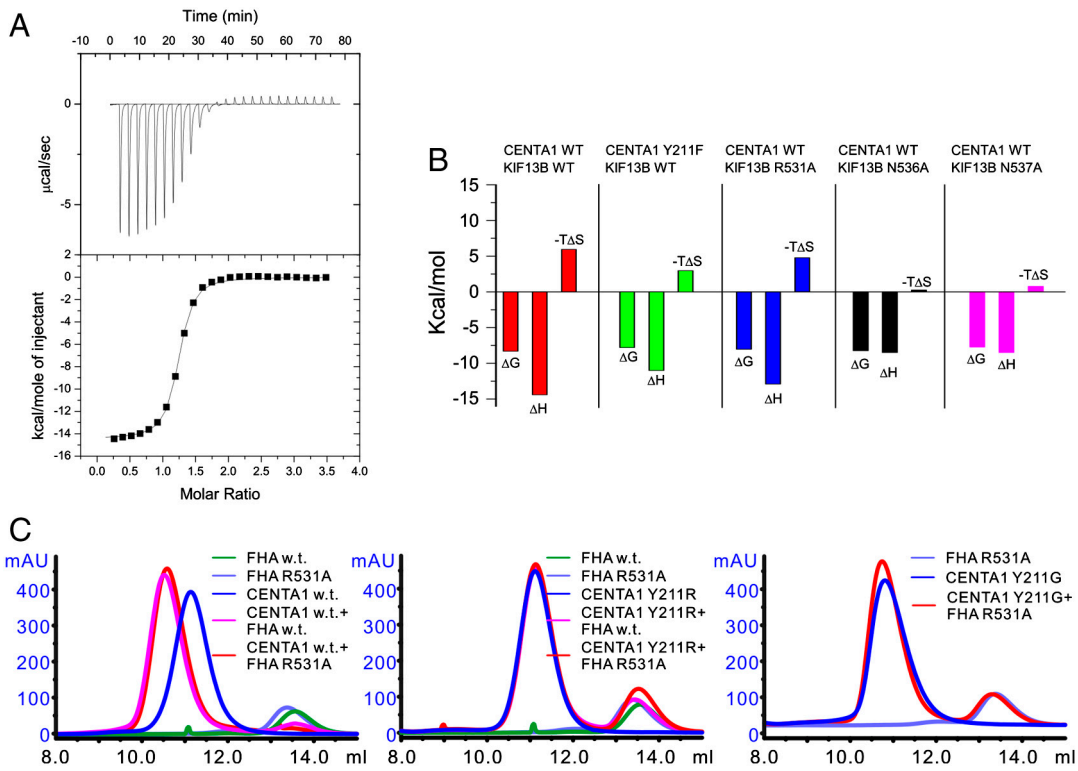 A
Time (min)
-10 0 10 20 30 40 50 60 70 80
0
-5
2
μcal/sec
0
-2
-4
-6
-8
-10
-12
-14
-16
kcal/mole of injectant
0.0 0.5 1.0 1.5 2.0 2.5 3.0 3.5 4.0
Molar Ratio
B
CENTA1 WT
KIF13B WT
CENTA1 Y211F
KIF13B WT
CENTA1 WT
KIF13B R531A
CENTA1 WT
KIF13B N536A
CENTA1 WT
KIF13B N537A
15
10
5
0
-5
-10
-15
Kcal/mol
-TΔS
ΔG
ΔH
-TΔS
ΔG
ΔH
-TΔS
ΔG
ΔH
-TΔS
ΔG
ΔH
-TΔS
ΔG
ΔH
C
mAU
400
300
200
100
0
8.0 10.0 12.0 14.0 ml
FHA w.t.
FHA R531A
CENTA1 w.t.
CENTA1 w.t.+
FHA w.t.
CENTA1 w.t.+
FHA R531A
mAU
400
300
200
100
0
8.0 10.0 12.0 14.0 ml
FHA w.t.
FHA R531A
CENTA1 Y211R
CENTA1 Y211R+
FHA w.t.
CENTA1 Y211R+
FHA R531A
mAU
400
300
200
100
0
8.0 10.0 12.0 14.0 ml
FHA R531A
CENTA1 Y211G
CENTA1 Y211G+
FHA R531A